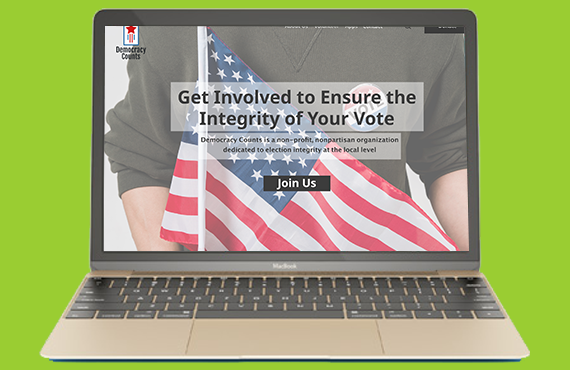 Democracy
Counts
Get Involved to Ensure the
Integrity of Your Vote
Democracy Counts is a non-profit, nonpartisan organization
dedicated to election integrity at the local level
Join Us
MacBook